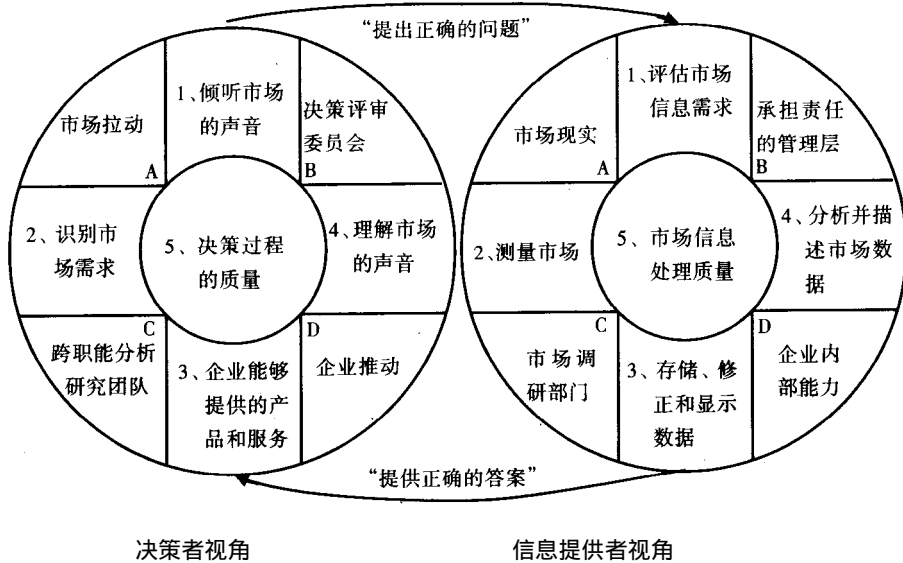 “提出正确的问题”
市场拉动
A
1、倾听市场
的声音
决策评审
委员会
B
2、识别市
场需求
5、决策过程
的质量
4、理解市场
的声音
C
跨职能分析
研究团队
3、企业能够
提供的产
品和服务
D
企业推动
市场现实
A
1、评估市场
信息需求
承担责任
的管理层
B
2、测量市场
5、市场信息
处理质量
4、分析并描
述市场数
据
C
市场调
研部门
3、存储、修
正和显示
数据
D
企业内
部能力
“提供正确的答案”
决策者视角
信息提供者视角